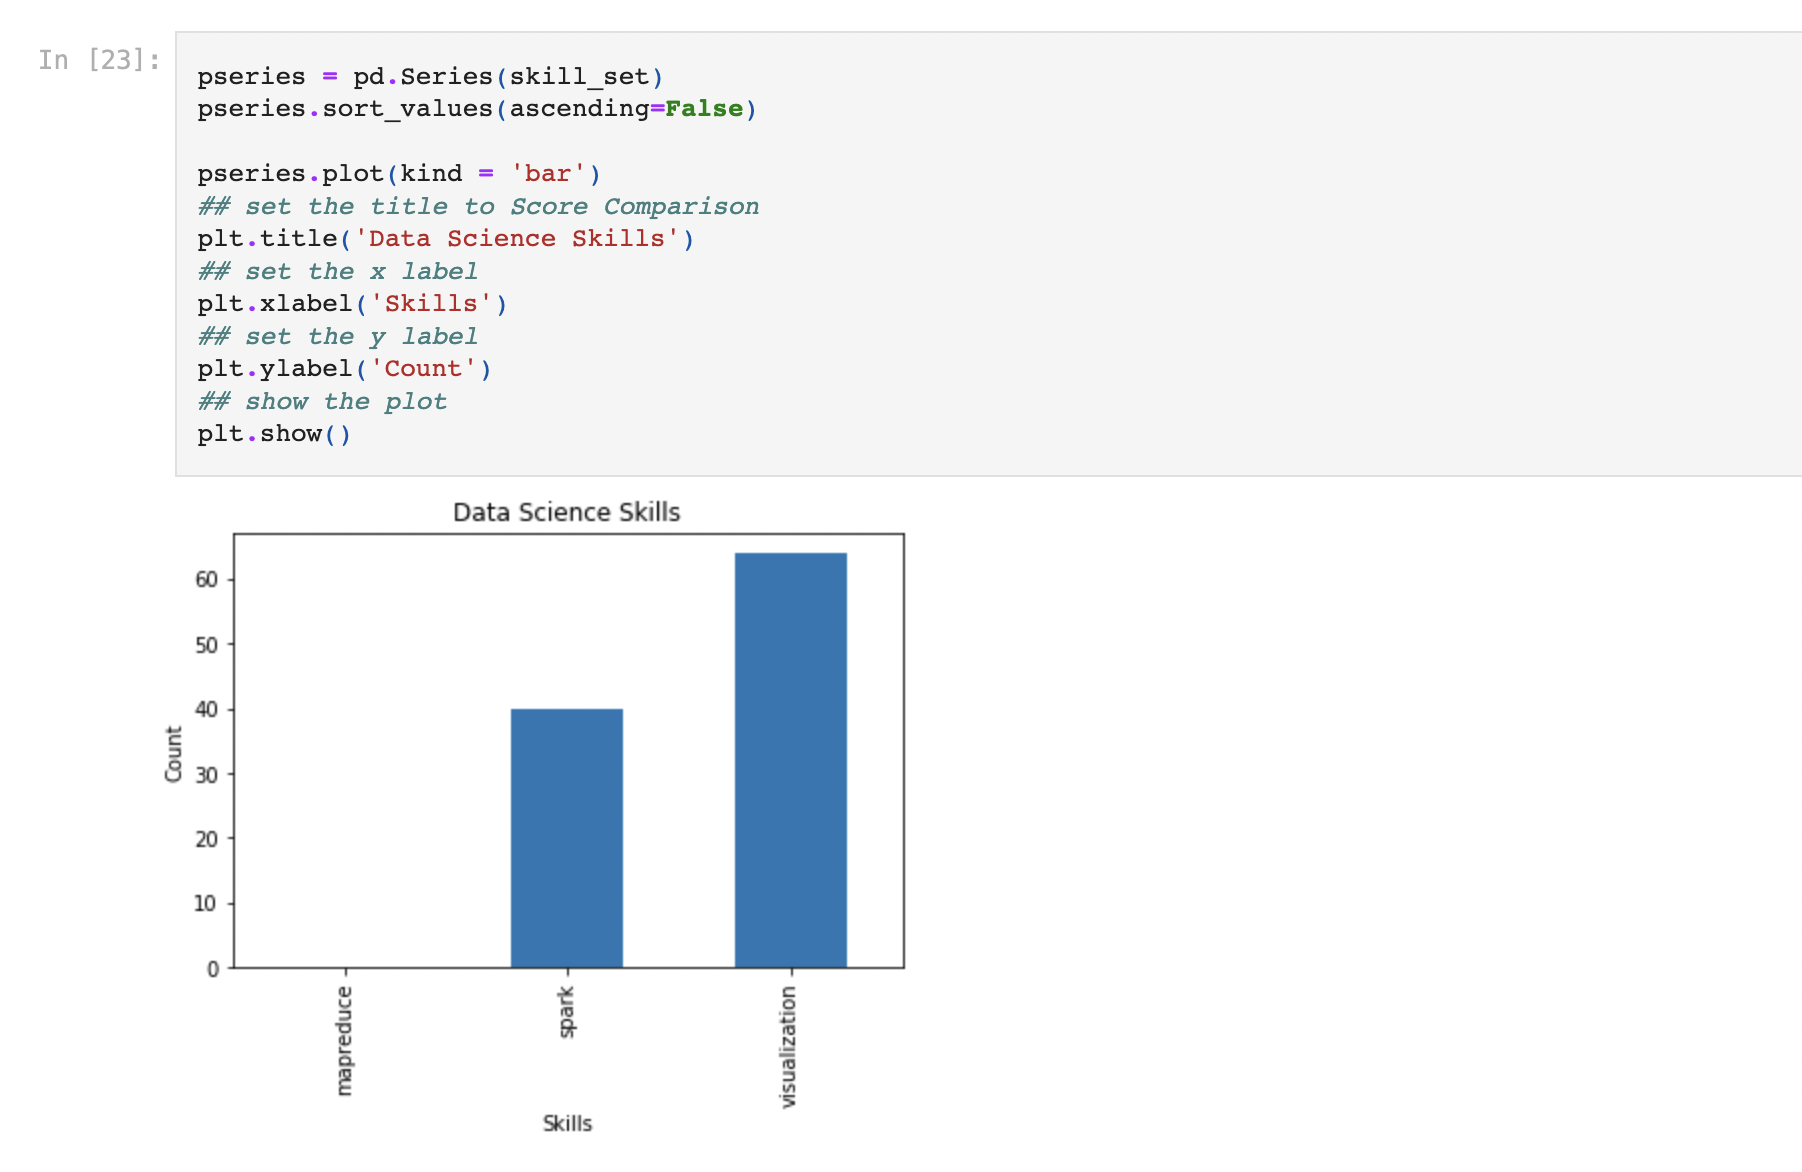 In [23]:
pseries = pd.Series(skill_set)
pseries.sort_values(ascending=False)
pseries.plot(kind = 'bar')
## set the title to Score Comparison
plt.title('Data Science Skills')
## set the x label
plt.xlabel('Skills')
## set the y label
plt.ylabel('Count')
## show the plot
plt.show()
Data Science Skills
60
50
40
30
20
10
0
Count
mapreduce
spark
visualization
Skills